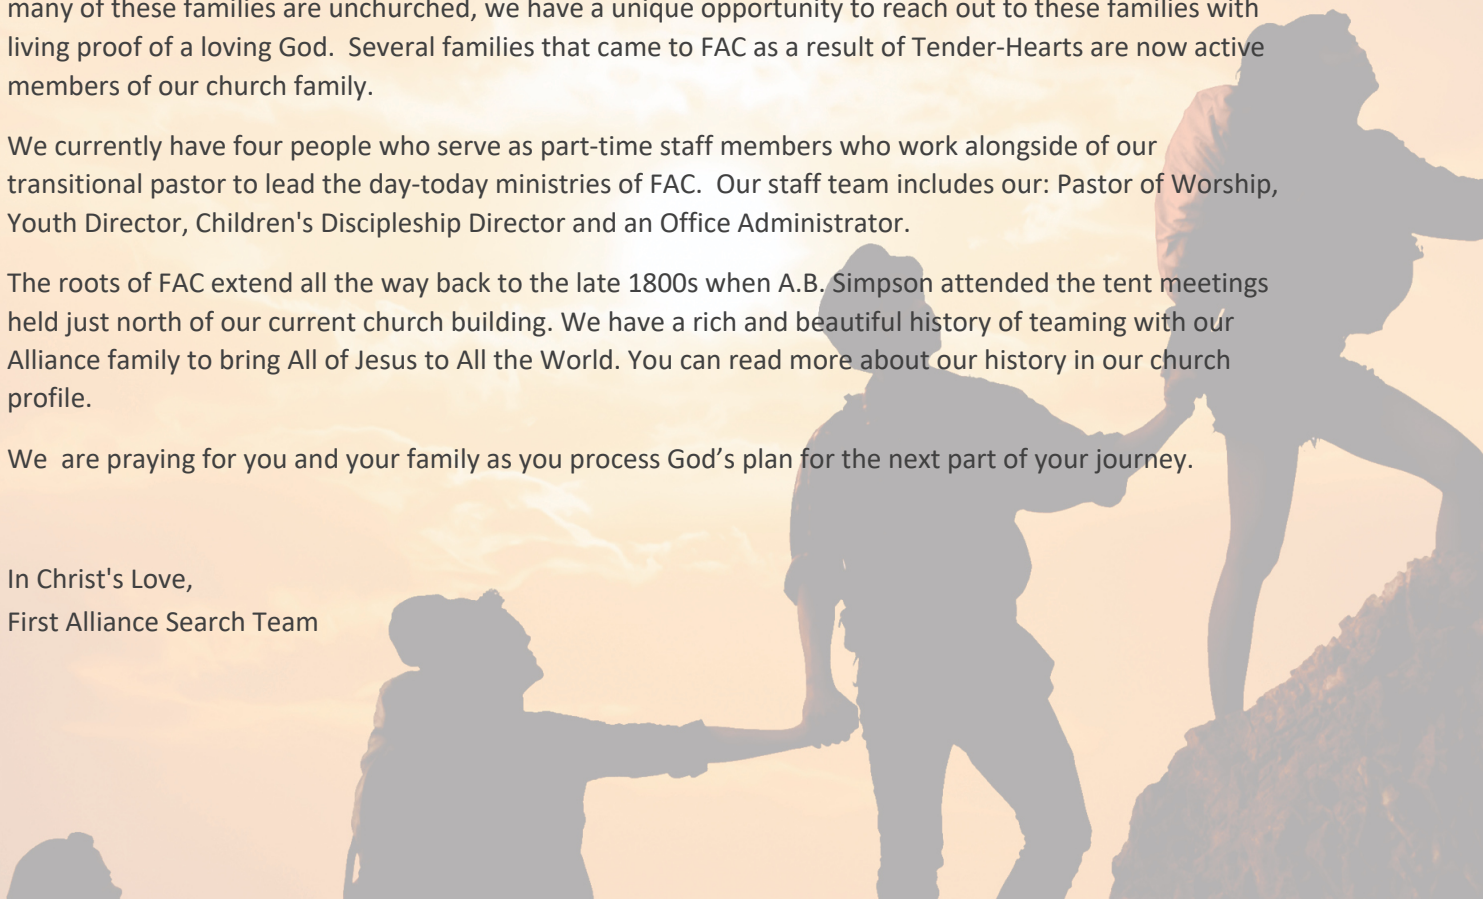 many of these families are unchurched, we have a unique opportunity to reach out to these families with
living proof of a loving God.  Several families that came to FAC as a result of Tender-Hearts are now active
members of our church family.
We currently have four people who serve as part-time staff members who work alongside of our
transitional pastor to lead the day-today ministries of FAC.  Our staff team includes our: Pastor of Worship,
Youth Director, Children's Discipleship Director and an Office Administrator.
The roots of FAC extend all the way back to the late 1800s when A.B. Simpson attended the tent meetings
held just north of our current church building. We have a rich and beautiful history of teaming with our
Alliance family to bring All of Jesus to All the World. You can read more about our history in our church
profile.
We  are praying for you and your family as you process God’s plan for the next part of your journey.
In Christ's Love,
First Alliance Search Team